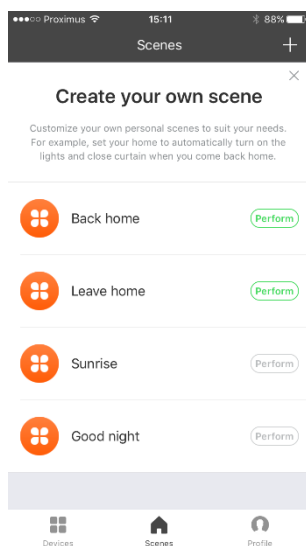 Proximus 15:11 88%
Scenes
Create your own scene
Customize your own personal scenes to suit your needs.
For example, set your home to automatically turn on the
lights and close curtain when you come back home.
Back home Perform
Leave home Perform
Sunrise Perform
Good night Perform
Devices Scenes Profile